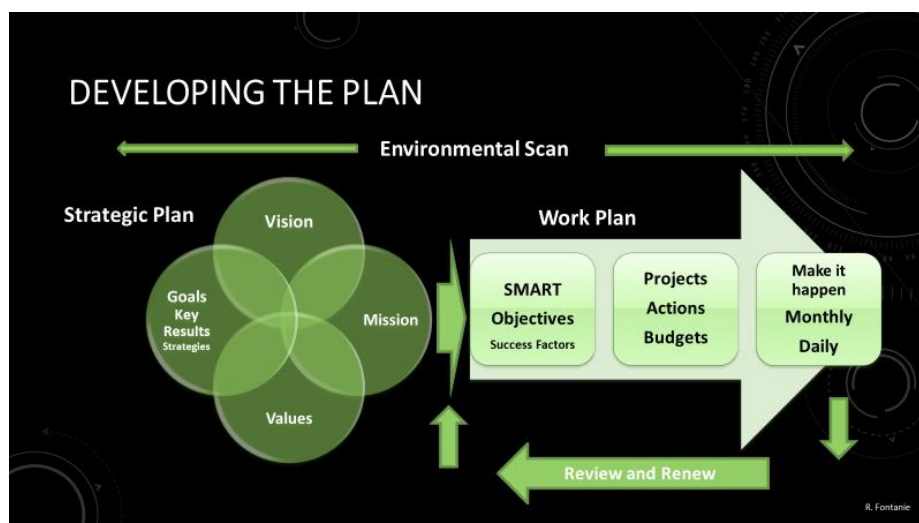 DEVELOPING THE PLAN
Environmental Scan
Strategic Plan
Vision
Goals
Key
Results
Strategies
Mission
Values
Work Plan
SMART
Objectives
Success Factors
Projects
Actions
Budgets
Make it
happen
Monthly
Daily
Review and Renew
R. Fontanie